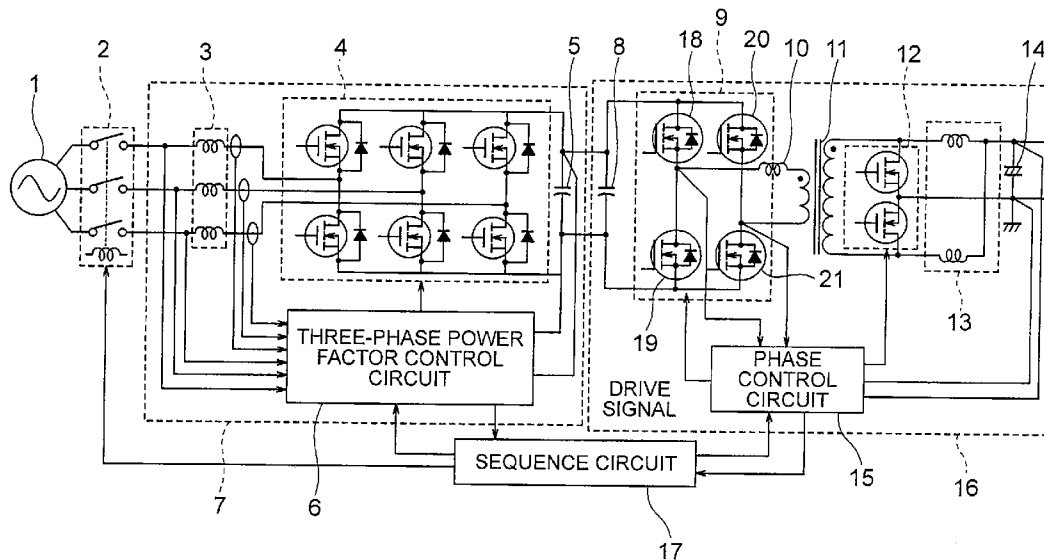 2
3
4
5
8
9
18
20
10
11
12
14
1
19
21
13
THREE-PHASE POWER
FACTOR CONTROL
CIRCUIT
DRIVE
SIGNAL
PHASE
CONTROL
CIRCUIT
7
6
SEQUENCE CIRCUIT
15
16
17